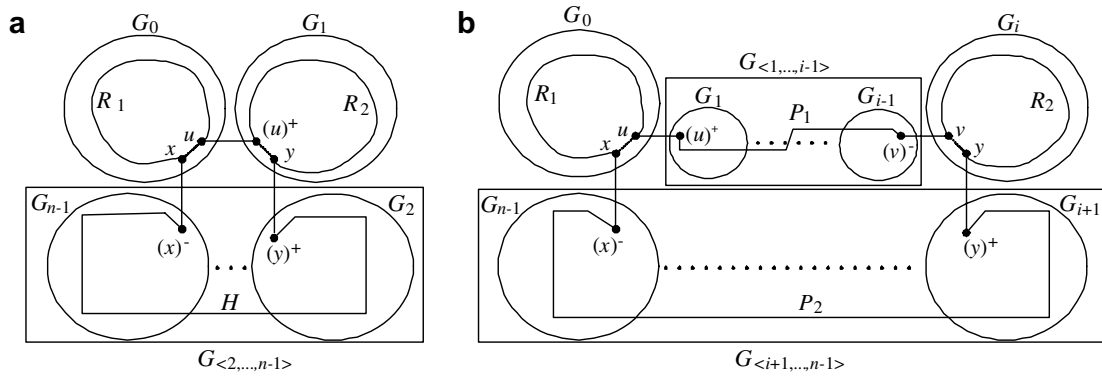 a
G0
G1
R1
R2
u
(u)+
x
y
Gn-1
G2
(x)-
(y)+
H
G<2,...,n-1>
b
G0
Gi
G<1,...,i-1>
R1
G1
P1
Gi-1
R2
u
(u)+
v
x
(v)-
y
Gn-1
Gi+1
(x)-
(y)+
P2
G<i+1,...,n-1>